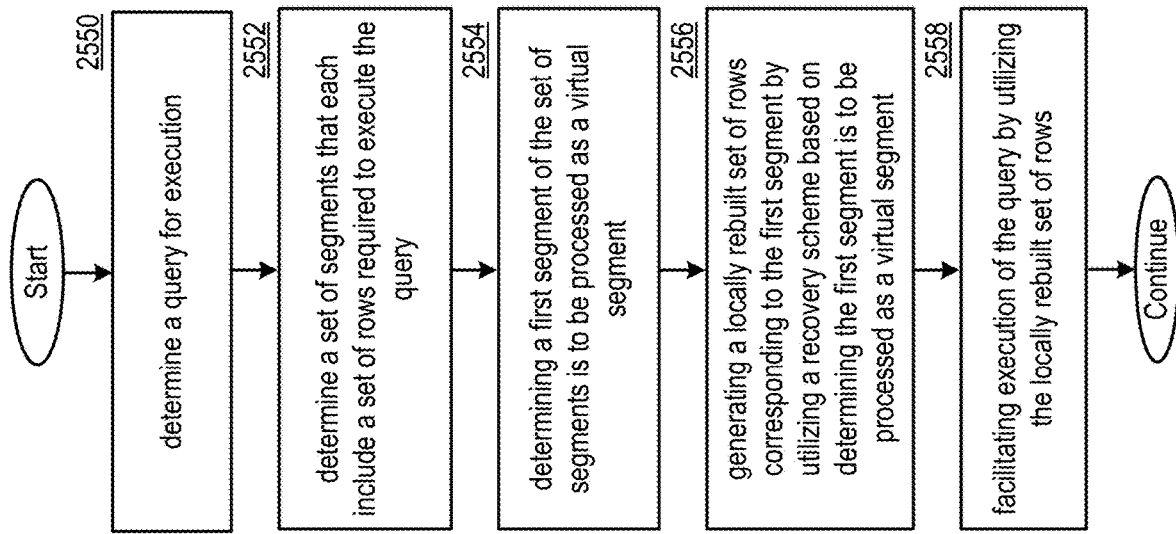 Start
2550
determine a query for execution
2552
determine a set of segments that each
include a set of rows required to execute the
query
2554
determining a first segment of the set of
segments is to be processed as a virtual
segment
2556
generating a locally rebuilt set of rows
corresponding to the first segment by
utilizing a recovery scheme based on
determining the first segment is to be
processed as a virtual segment
2558
facilitating execution of the query by utilizing
the locally rebuilt set of rows
Continue